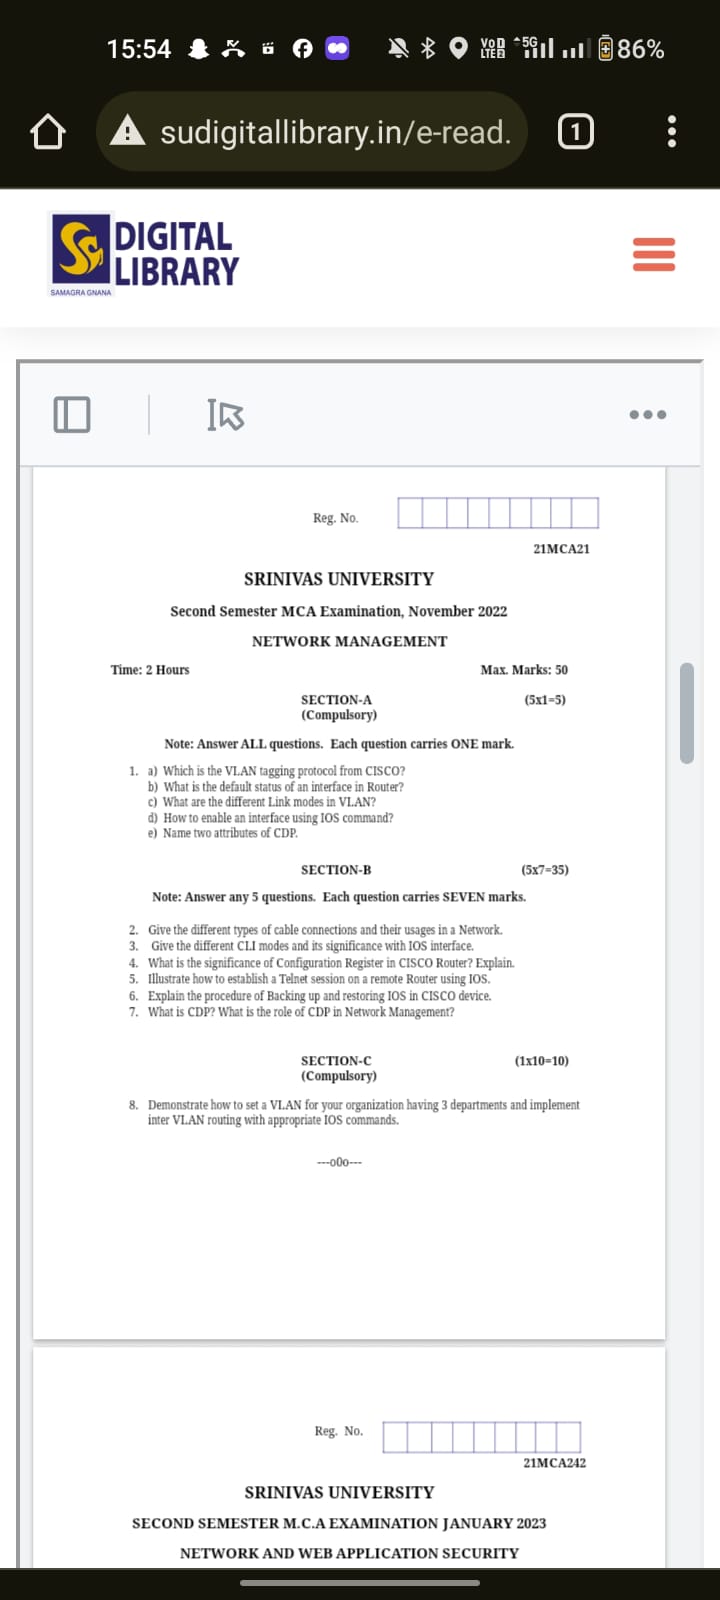 15:54 VoD LTE2 5G 86%
sudigitallibrary.in/e-read. 1
DIGITAL
LIBRARY
SAMAGRA GNANA
Reg. No.
21MCA21
SRINIVAS UNIVERSITY
Second Semester MCA Examination, November 2022
NETWORK MANAGEMENT
Time: 2 Hours Max. Marks: 50
SECTION-A (5x1=5)
(Compulsory)
Note: Answer ALL questions. Each question carries ONE mark.
1. a) Which is the VLAN tagging protocol from CISCO?
b) What is the default status of an interface in Router?
c) What are the different Link modes in VLAN?
d) How to enable an interface using IOS command?
e) Name two attributes of CDP.
SECTION-B (5x7=35)
Note: Answer any 5 questions. Each question carries SEVEN marks.
2. Give the different types of cable connections and their usages in a Network.
3. Give the different CLI modes and its significance with IOS interface.
4. What is the significance of Configuration Register in CISCO Router? Explain.
5. Illustrate how to establish a Telnet session on a remote Router using IOS.
6. Explain the procedure of Backing up and restoring IOS in CISCO device.
7. What is CDP? What is the role of CDP in Network Management?
SECTION-C (1x10=10)
(Compulsory)
8. Demonstrate how to set a VLAN for your organization having 3 departments and implement
inter VLAN routing with appropriate IOS commands.
---o0o---
Reg. No.
21MCA242
SRINIVAS UNIVERSITY
SECOND SEMESTER M.C.A EXAMINATION JANUARY 2023
NETWORK AND WEB APPLICATION SECURITY